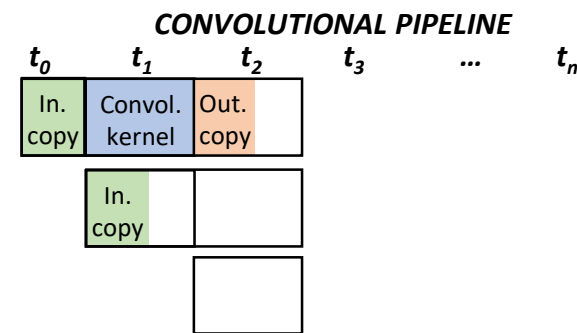 CONVOLUTIONAL PIPELINE
t0 t1 t2 t3 ... tn
In. Convol. Out.
copy kernel copy
In.
copy